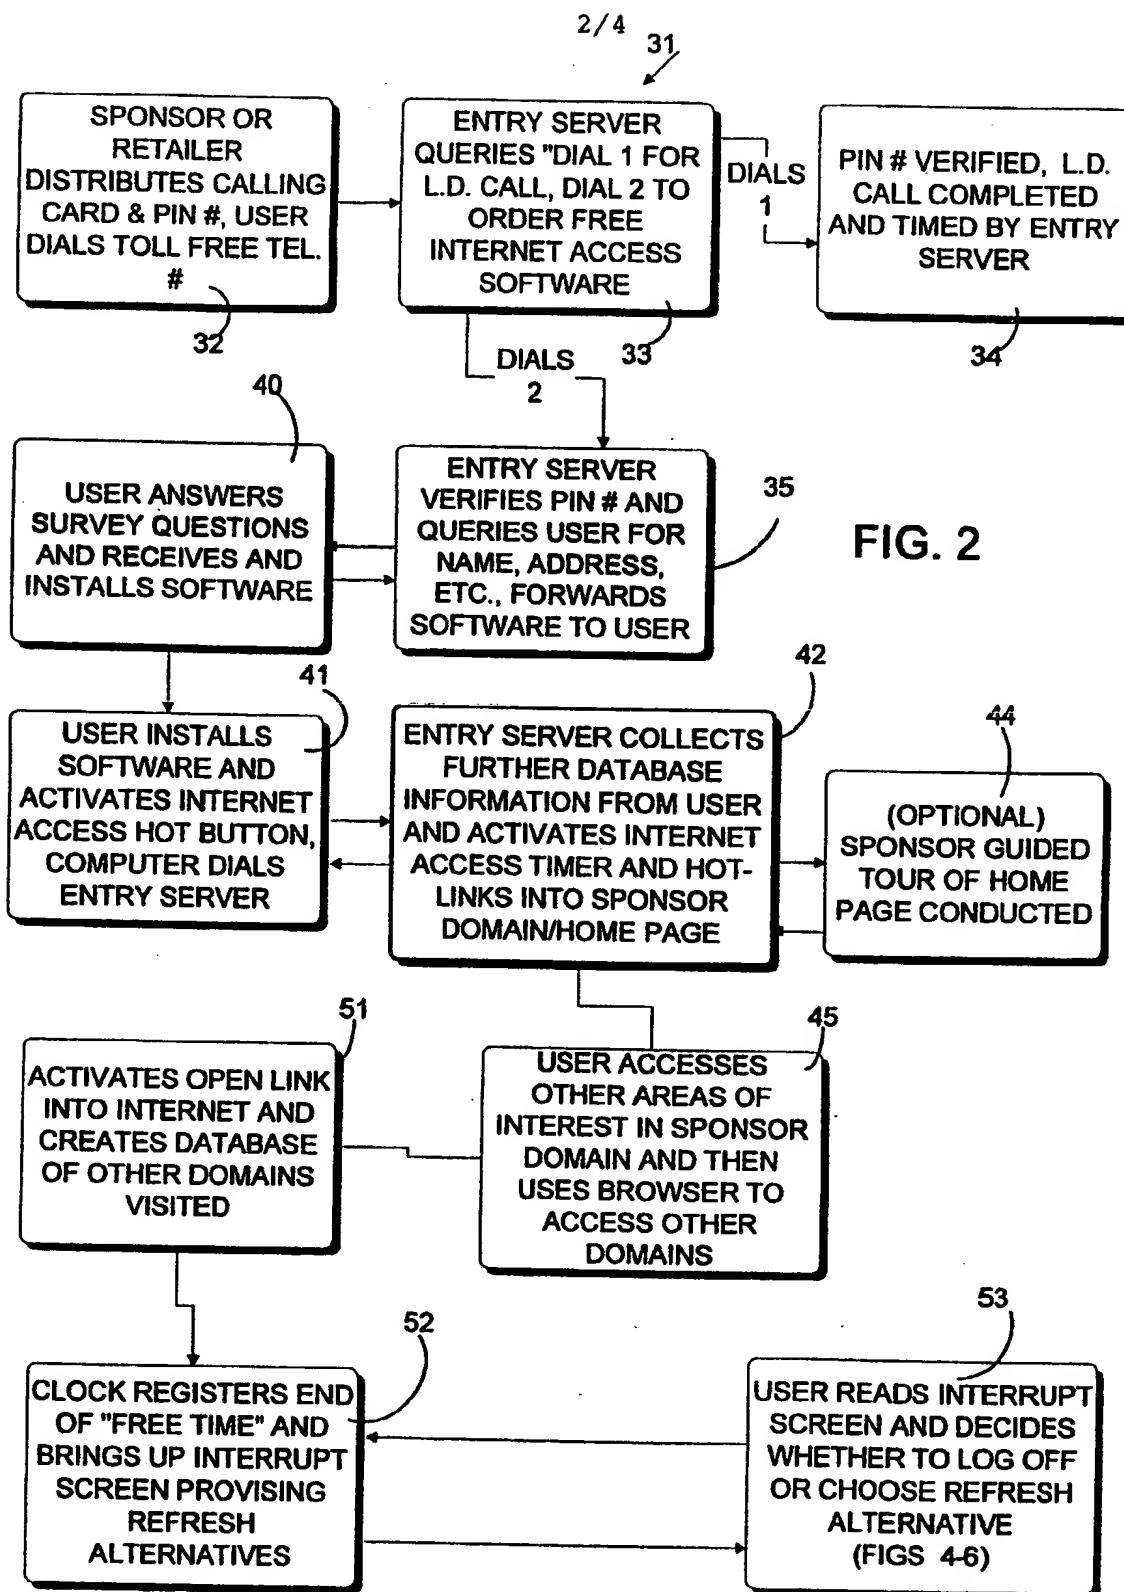 2/4
31
SPONSOR OR
RETAILER
DISTRIBUTES CALLING
CARD & PIN #, USER
DIALS TOLL FREE TEL.
#
32
ENTRY SERVER
QUERIES "DIAL 1 FOR
L.D. CALL, DIAL 2 TO
ORDER FREE
INTERNET ACCESS
SOFTWARE
33
DIALS
1
PIN # VERIFIED, L.D.
CALL COMPLETED
AND TIMED BY ENTRY
SERVER
34
DIALS
2
40
USER ANSWERS
SURVEY QUESTIONS
AND RECEIVES AND
INSTALLS SOFTWARE
ENTRY SERVER
VERIFIES PIN # AND
QUERIES USER FOR
NAME, ADDRESS,
ETC., FORWARDS
SOFTWARE TO USER
35
FIG. 2
41
USER INSTALLS
SOFTWARE AND
ACTIVATES INTERNET
ACCESS HOT BUTTON,
COMPUTER DIALS
ENTRY SERVER
42
ENTRY SERVER COLLECTS
FURTHER DATABASE
INFORMATION FROM USER
AND ACTIVATES INTERNET
ACCESS TIMER AND HOT-
LINKS INTO SPONSOR
DOMAIN/HOME PAGE
44
(OPTIONAL)
SPONSOR GUIDED
TOUR OF HOME
PAGE CONDUCTED
51
ACTIVATES OPEN LINK
INTO INTERNET AND
CREATES DATABASE
OF OTHER DOMAINS
VISITED
45
USER ACCESSES
OTHER AREAS OF
INTEREST IN SPONSOR
DOMAIN AND THEN
USES BROWSER TO
ACCESS OTHER
DOMAINS
52
CLOCK REGISTERS END
OF "FREE TIME" AND
BRINGS UP INTERRUPT
SCREEN PROVISING
REFRESH
ALTERNATIVES
53
USER READS INTERRUPT
SCREEN AND DECIDES
WHETHER TO LOG OFF
OR CHOOSE REFRESH
ALTERNATIVE
(FIGS 4-6)